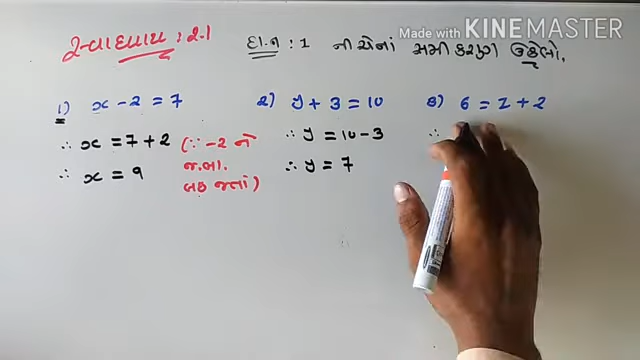 સ્વાધ્યાય : 2.1
દા.ન : 1 નીચેનાં સમીકરણ ઉકેલો.
Made with KINEMASTER
1) x - 2 = 7
∴ x = 7 + 2 (∵ -2 નો
જ.બા.
બાજુ જતાં)
∴ x = 9
2) y + 3 = 10
∴ y = 10 - 3
∴ y = 7
3) 6 = z + 2
∴